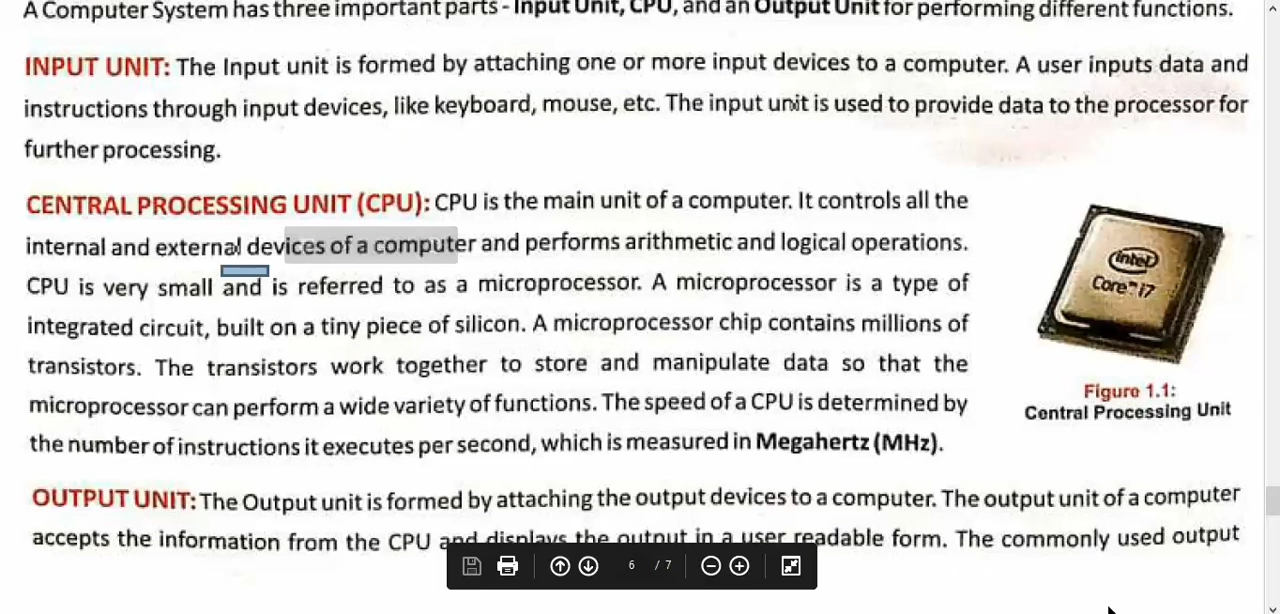 A Computer System has three important parts - Input Unit, CPU, and an Output Unit for performing different functions.
INPUT UNIT: The Input unit is formed by attaching one or more input devices to a computer. A user inputs data and
instructions through input devices, like keyboard, mouse, etc. The input unit is used to provide data to the processor for
further processing.
CENTRAL PROCESSING UNIT (CPU): CPU is the main unit of a computer. It controls all the
internal and external devices of a computer and performs arithmetic and logical operations.
CPU is very small and is referred to as a microprocessor. A microprocessor is a type of
integrated circuit, built on a tiny piece of silicon. A microprocessor chip contains millions of
transistors. The transistors work together to store and manipulate data so that the
microprocessor can perform a wide variety of functions. The speed of a CPU is determined by
the number of instructions it executes per second, which is measured in Megahertz (MHz).
intel
Core™ i7
Figure 1.1:
Central Processing Unit
OUTPUT UNIT: The Output unit is formed by attaching the output devices to a computer. The output unit of a computer
accepts the information from the CPU and displays the output in a user readable form. The commonly used output
6 / 7